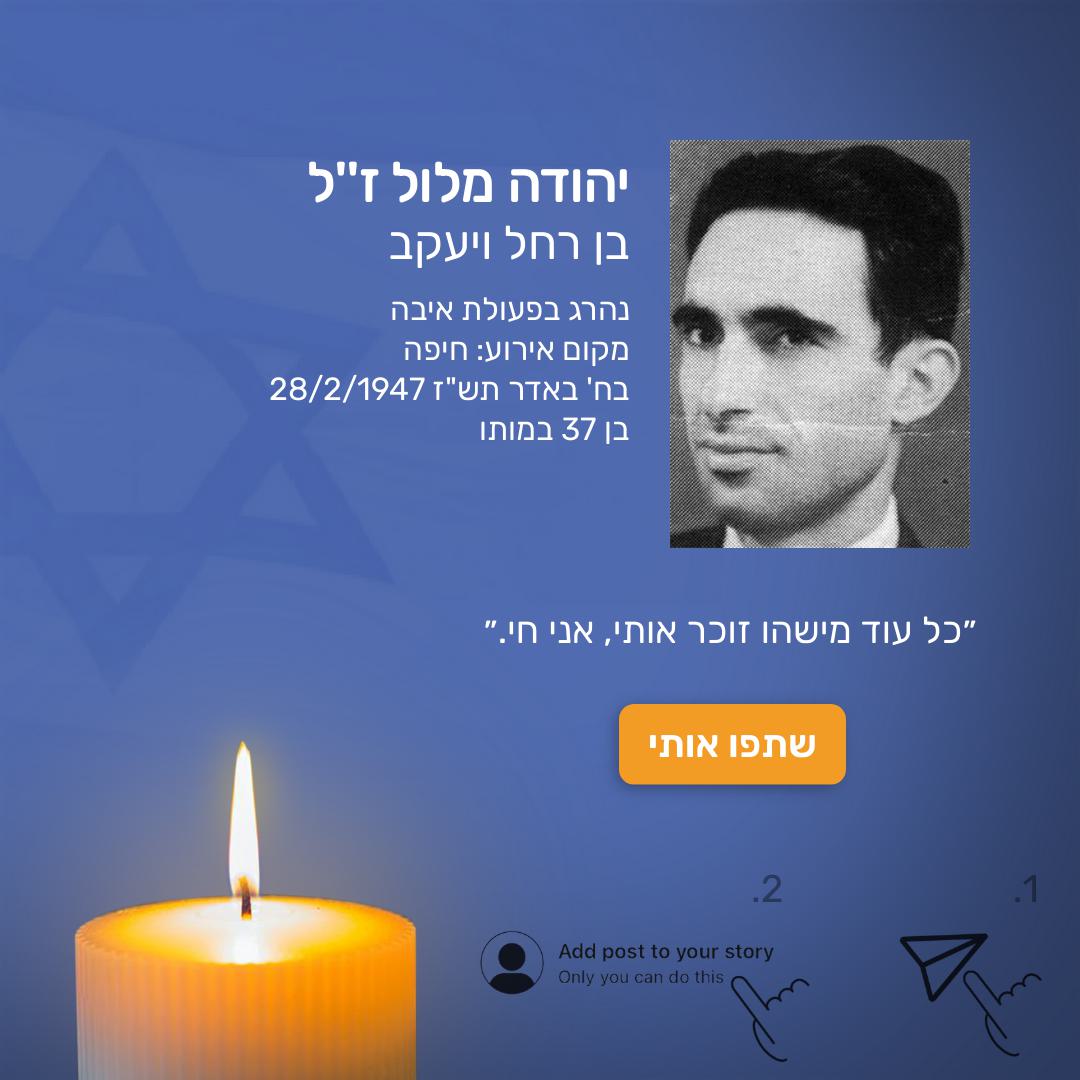 יהודה מלול ז"ל
בן רחל ויעקב
נהרג בפעולת איבה
מקום אירוע: חיפה
בח' באדר תש"ז 28/2/1947
בן 37 במותו
״כל עוד מישהו זוכר אותי, אני חי.״
שתפו אותי
1.
2.
Add post to your story
Only you can do this